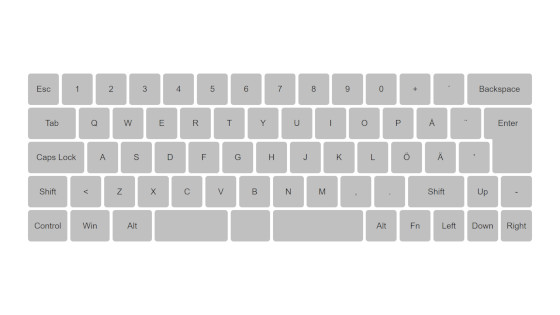 Esc 1 2 3 4 5 6 7 8 9 0 + ´ Backspace
Tab Q W E R T Y U I O P Å ¨ Enter
Caps Lock A S D F G H J K L Ö Ä '
Shift < Z X C V B N M , . Shift Up -
Control Win Alt Alt Fn Left Down Right